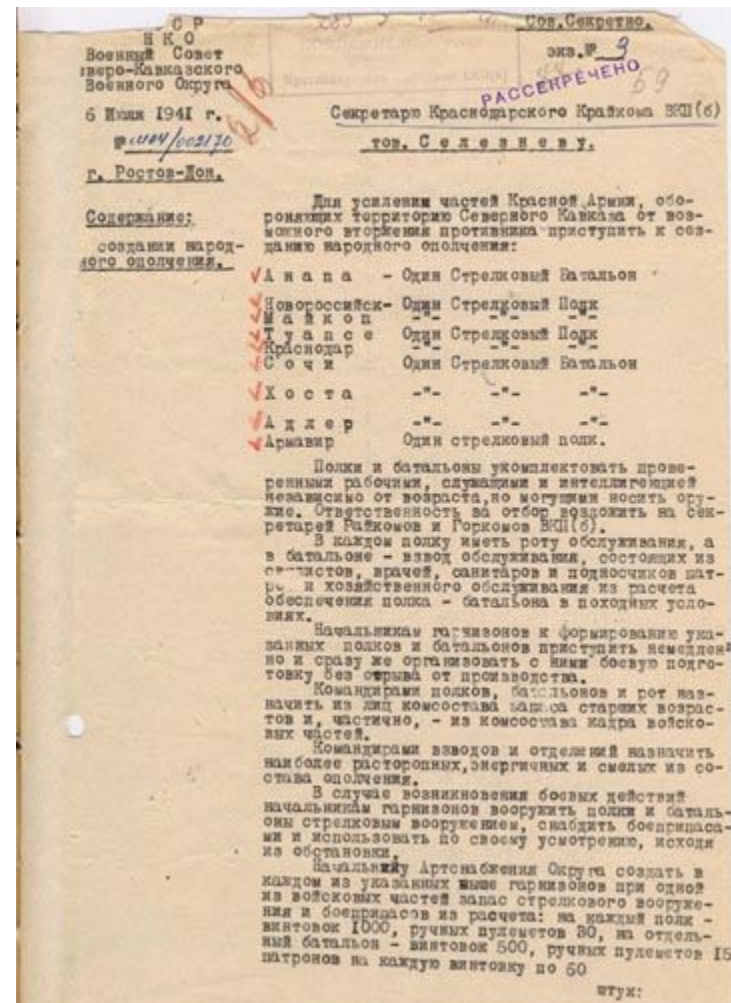 С Р
Сов.Секретно.
Н К О
Военный Совет
веро-Кавказского
Военного Округа
экз.№ 3
РАССЕКРЕЧЕНО
59
6 Июля 1941 г.
Секретарю Краснодарского Крайкома ВКП(б)
тов. С е л е з н е в у.
г. Ростов-Дон.
Содержание:
создании народ-
ного ополчения.
Для усиления частей Красной Армии, обо-
роняющих территорию Северного Кавказа от воз-
можного вторжения противника приступить к соз-
данию народного ополчения:
А н а п а - Один Стрелковый Батальон
Новороссийск- Один Стрелковый Полк
М а й к о п -"- -"- -"-
Т у а п с е Один Стрелковый Полк
Краснодар -"- -"- -"-
С о ч и Один Стрелковый Батальон
Х о с т а -"- -"- -"-
А д л е р -"- -"- -"-
Армавир Один стрелковый полк.
Полки и батальоны укомплектовать прове-
ренными рабочими, служащими и интеллигенцией
независимо от возраста,но могущими носить ору-
жие. Ответственность за отбор возложить на сек-
ретарей Райкомов и Горкомов ВКП(б).
В каждом полку иметь роту обслуживания, а
в батальоне - взвод обслуживания, состоящих из
врачей, санитаров и подносчиков пат-
и хозяйственного обслуживания из расчета
обеспечения полка - батальона в походных усло-
виях.
Начальникам гарнизонов к формированию ука-
занных полков и батальонов приступить немедлен-
но и сразу же организовать с ними боевую подго-
товку без отрыва от производства.
Командирами полков, батальонов и рот наз-
начить из лиц комсостава запаса старших возрас-
тов и, частично, - из комсостава кадра войско-
вых частей.
Командирами взводов и отделений назначить
наиболее расторопных,энергичных и смелых из со-
става ополчения.
В случае возникновения боевых действий
начальникам гарнизонов вооружить полки и баталь-
оны стрелковым вооружением, снабдить боеприпаса-
ми и использовать по своему усмотрению, исходя
из обстановки.
Начальнику Артснабжения Округа создать в
каждом из указанных выше гарнизонов при одной
из войсковых частей запас стрелкового вооруже-
ния и боеприпасов из расчета: на каждый полк -
винтовок 1000, ручных пулеметов 30, на отдель-
ный батальон - винтовок 500, ручных пулеметов 15
патронов на каждую винтовку по 60
штук: